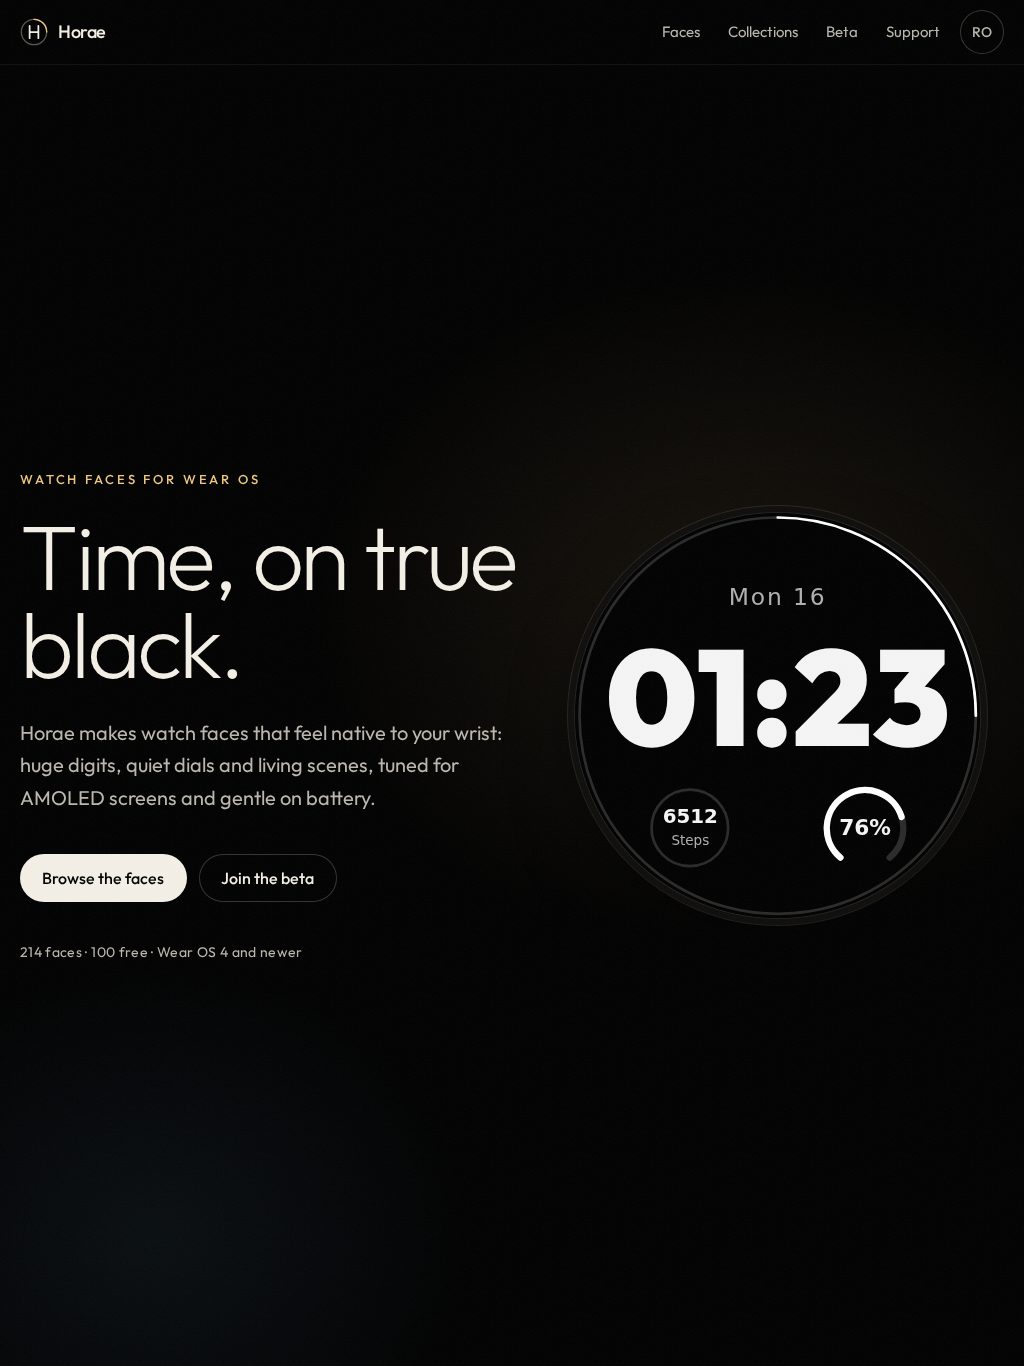 H Horae
Faces Collections Beta Support RO
WATCH FACES FOR WEAR OS
Time, on true
black.
Horae makes watch faces that feel native to your wrist:
huge digits, quiet dials and living scenes, tuned for
AMOLED screens and gentle on battery.
Browse the faces Join the beta
214 faces · 100 free · Wear OS 4 and newer
Mon 16
01:23
6512
Steps
76%